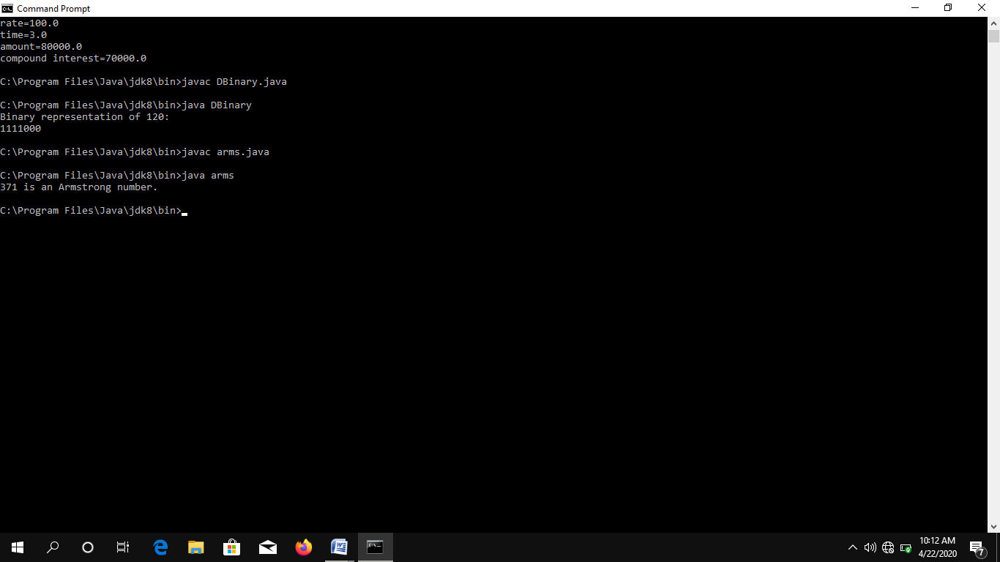 Command Prompt
rate=100.0
time=3.0
amount=80000.0
compound interest=70000.0
C:\Program Files\Java\jdk8\bin>javac DBinary.java
C:\Program Files\Java\jdk8\bin>java DBinary
Binary representation of 120:
1111000
C:\Program Files\Java\jdk8\bin>javac arms.java
C:\Program Files\Java\jdk8\bin>java arms
371 is an Armstrong number.
C:\Program Files\Java\jdk8\bin>
10:12 AM
4/22/2020
7